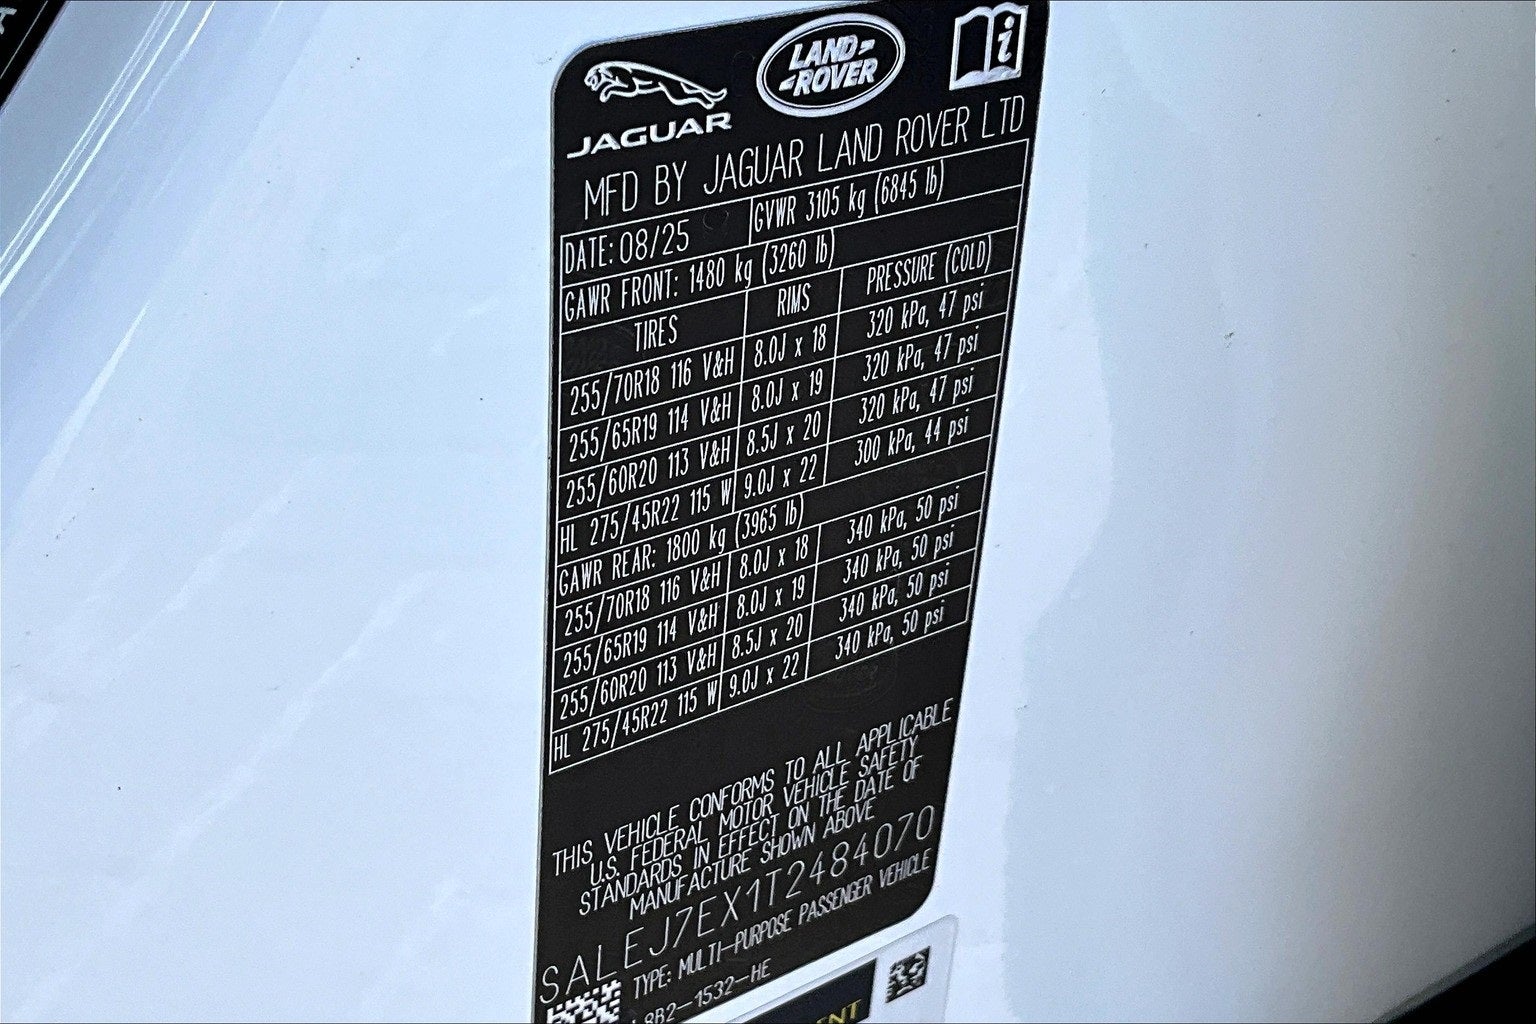 JAGUAR
LAND-
-ROVER
i
MFD BY JAGUAR LAND ROVER LTD
DATE: 08/25 GVWR 3105 kg (6845 lb)
GAWR FRONT: 1480 kg (3260 lb)
TIRES RIMS PRESSURE (COLD)
255/70R18 116 V&H 8.0J x 18 320 kPa, 47 psi
255/65R19 114 V&H 8.0J x 19 320 kPa, 47 psi
255/60R20 113 V&H 8.5J x 20 320 kPa, 47 psi
HL 275/45R22 115 W 9.0J x 22 300 kPa, 44 psi
GAWR REAR: 1800 kg (3965 lb)
255/70R18 116 V&H 8.0J x 18 340 kPa, 50 psi
255/65R19 114 V&H 8.0J x 19 340 kPa, 50 psi
255/60R20 113 V&H 8.5J x 20 340 kPa, 50 psi
HL 275/45R22 115 W 9.0J x 22 340 kPa, 50 psi
THIS VEHICLE CONFORMS TO ALL APPLICABLE
U.S. FEDERAL MOTOR VEHICLE SAFETY
STANDARDS IN EFFECT ON THE DATE OF
MANUFACTURE SHOWN ABOVE
SALEJ7EX1T2484070
TYPE: MULTI-PURPOSE PASSENGER VEHICLE